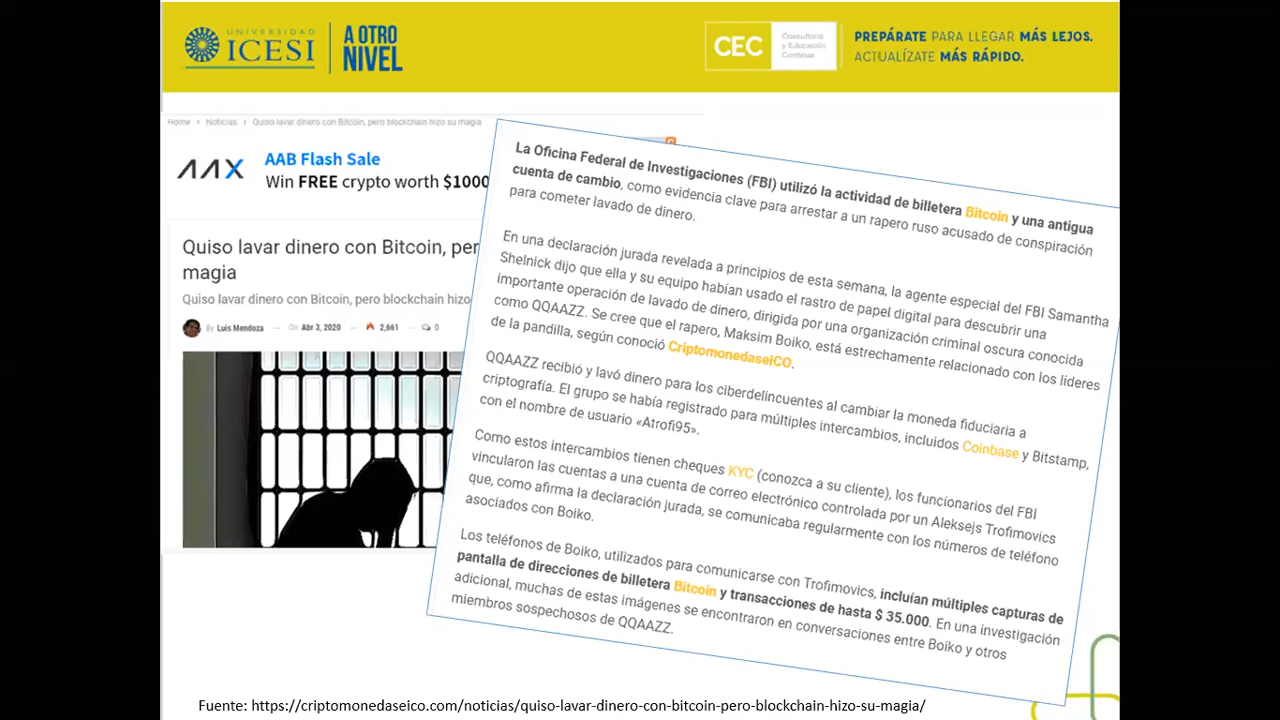 UNIVERSIDAD
ICESI
A OTRO
NIVEL
CEC
Consultoría
y Educación
Continua
PREPÁRATE PARA LLEGAR MÁS LEJOS.
ACTUALÍZATE MÁS RÁPIDO.
Home > Noticias > Quiso lavar dinero con Bitcoin, pero blockchain hizo su magia
AAX
AAB Flash Sale
Win FREE crypto worth $1000
Quiso lavar dinero con Bitcoin, per
magia
Quiso lavar dinero con Bitcoin, pero blockchain hizo
By Luis Mendoza — On Abr 3, 2020 — 2,661 — 0
La Oficina Federal de Investigaciones (FBI) utilizó la actividad de billetera Bitcoin y una antigua
cuenta de cambio, como evidencia clave para arrestar a un rapero ruso acusado de conspiración
para cometer lavado de dinero.
En una declaración jurada revelada a principios de esta semana, la agente especial del FBI Samantha
Shelnick dijo que ella y su equipo habían usado el rastro de papel digital para descubrir una
importante operación de lavado de dinero, dirigida por una organización criminal oscura conocida
como QQAAZZ. Se cree que el rapero, Maksim Boiko, está estrechamente relacionado con los líderes
de la pandilla, según conoció CriptomonedaseICO.
QQAAZZ recibió y lavó dinero para los ciberdelincuentes al cambiar la moneda fiduciaria a
criptografía. El grupo se había registrado para múltiples intercambios, incluidos Coinbase y Bitstamp,
con el nombre de usuario «Atrofi95».
Como estos intercambios tienen cheques KYC (conozca a su cliente), los funcionarios del FBI
vincularon las cuentas a una cuenta de correo electrónico controlada por un Aleksejs Trofimovics
que, como afirma la declaración jurada, se comunicaba regularmente con los números de teléfono
asociados con Boiko.
Los teléfonos de Boiko, utilizados para comunicarse con Trofimovics, incluían múltiples capturas de
pantalla de direcciones de billetera Bitcoin y transacciones de hasta $ 35.000. En una investigación
adicional, muchas de estas imágenes se encontraron en conversaciones entre Boiko y otros
miembros sospechosos de QQAAZZ.
Fuente: https://criptomonedaseico.com/noticias/quiso-lavar-dinero-con-bitcoin-pero-blockchain-hizo-su-magia/